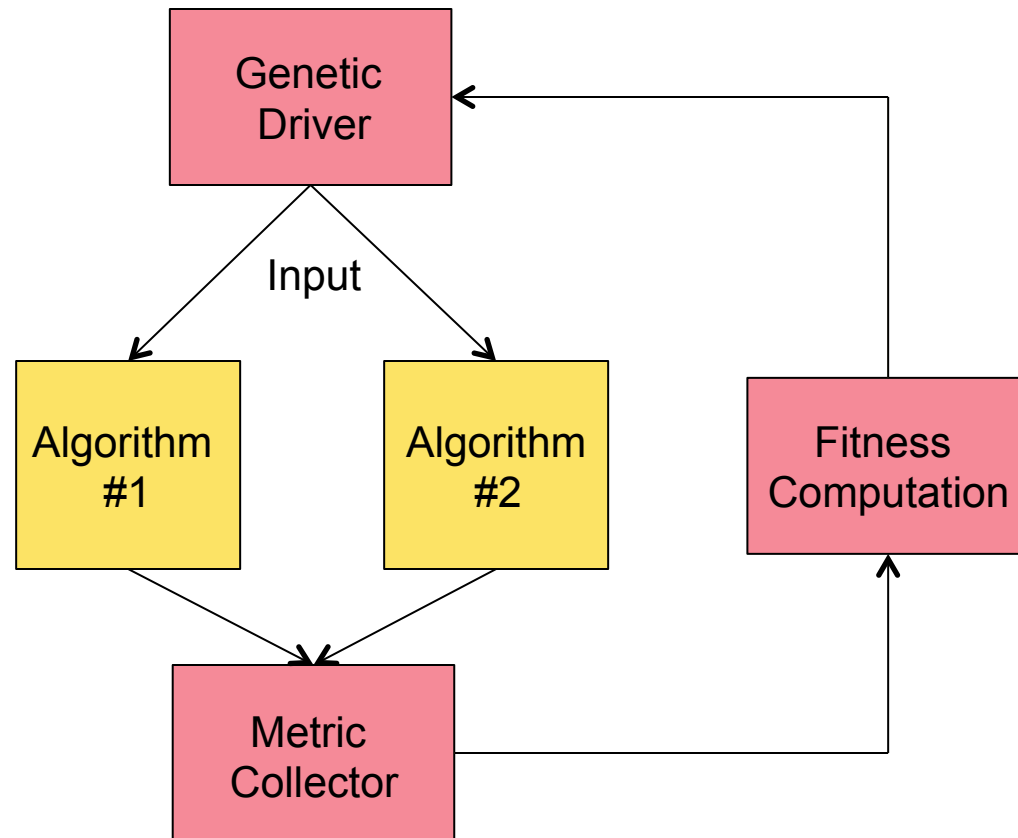 Genetic
Driver
Input
Algorithm
#1
Algorithm
#2
Fitness
Computation
Metric
Collector